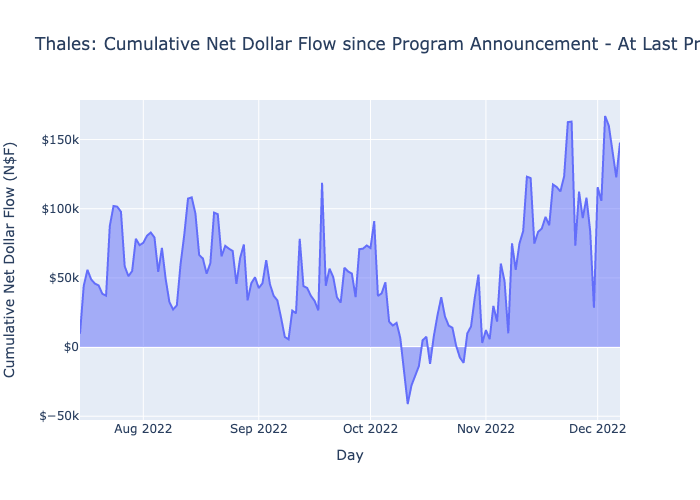 Thales: Cumulative Net Dollar Flow since Program Announcement - At Last Pr
Cumulative Net Dollar Flow (N$F)
$150k
$100k
$50k
$0
$−50k
Aug 2022 Sep 2022 Oct 2022 Nov 2022 Dec 2022
Day